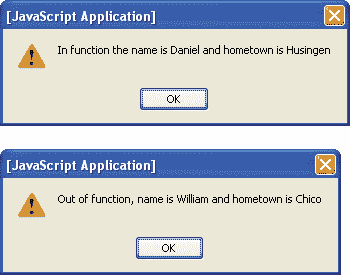 [JavaScript Application]
In function the name is Daniel and hometown is Husingen
OK
[JavaScript Application]
Out of function, name is William and hometown is Chico
OK